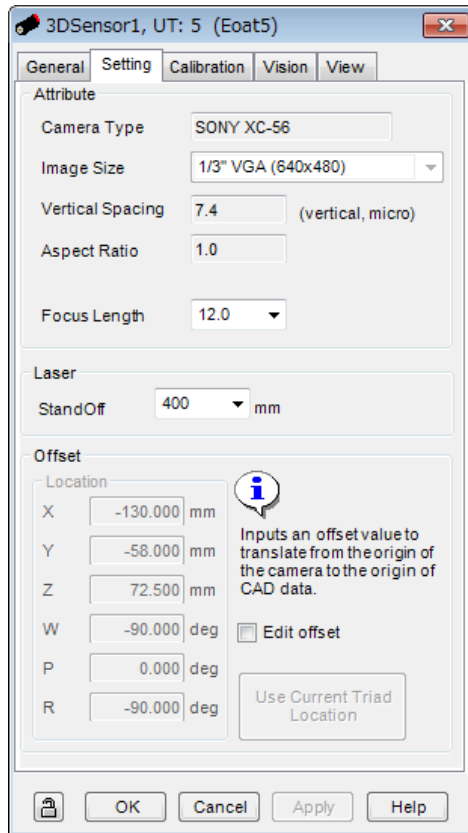 3DSensor1, UT: 5 (Eoat5)
General Setting Calibration Vision View
Attribute
Camera Type SONY XC-56
Image Size 1/3" VGA (640x480)
Vertical Spacing 7.4 (vertical, micro)
Aspect Ratio 1.0
Focus Length 12.0
Laser
StandOff 400 mm
Offset
Location
X -130.000 mm
Y -58.000 mm
Z 72.500 mm
W -90.000 deg
P 0.000 deg
R -90.000 deg
Inputs an offset value to
translate from the origin of
the camera to the origin of
CAD data.
Edit offset
Use Current Triad
Location
OK Cancel Apply Help